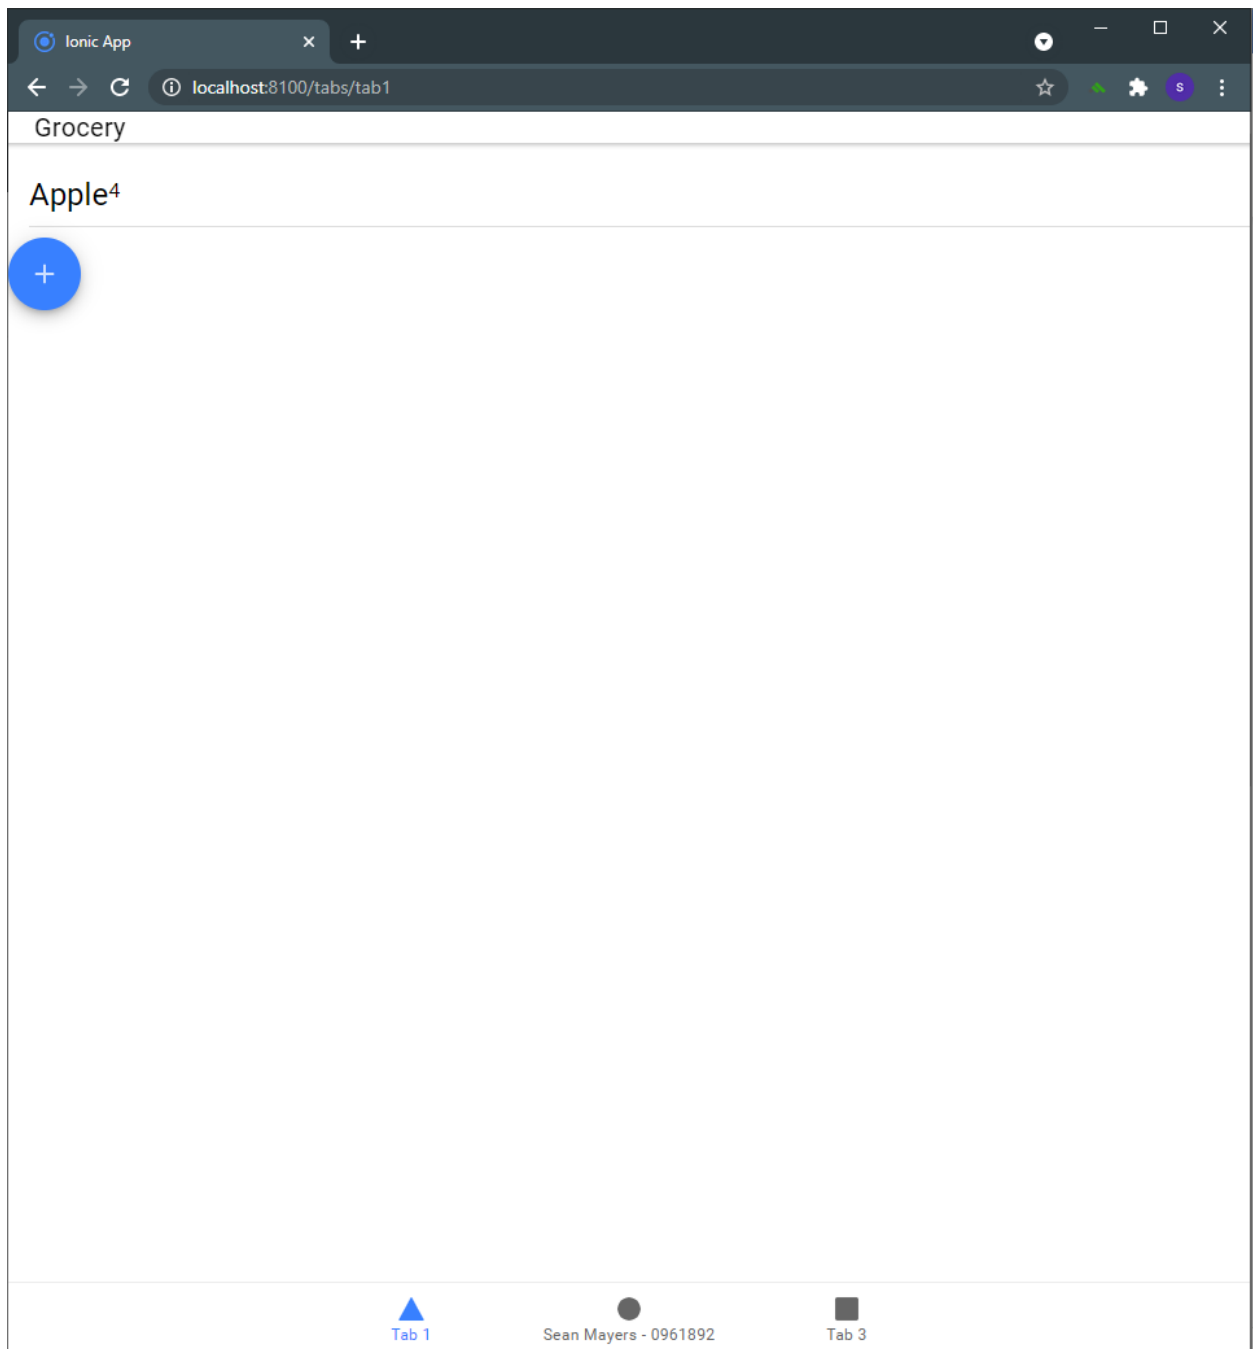 Ionic App
localhost:8100/tabs/tab1
S
Grocery
Apple4
Tab 1
Sean Mayers - 0961892
Tab 3